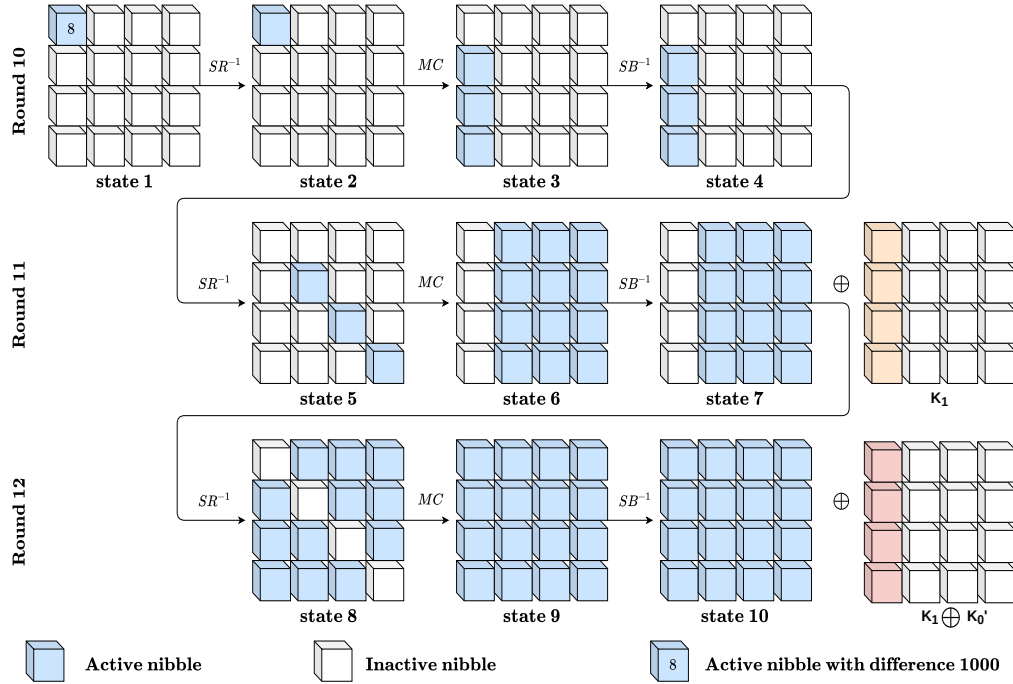 Round 10
8
SR⁻¹
MC
SB⁻¹
state 1
state 2
state 3
state 4
Round 11
SR⁻¹
MC
SB⁻¹
⊕
state 5
state 6
state 7
K₁
Round 12
SR⁻¹
MC
SB⁻¹
⊕
state 8
state 9
state 10
K₁ ⊕ K₀'
Active nibble
Inactive nibble
8
Active nibble with difference 1000